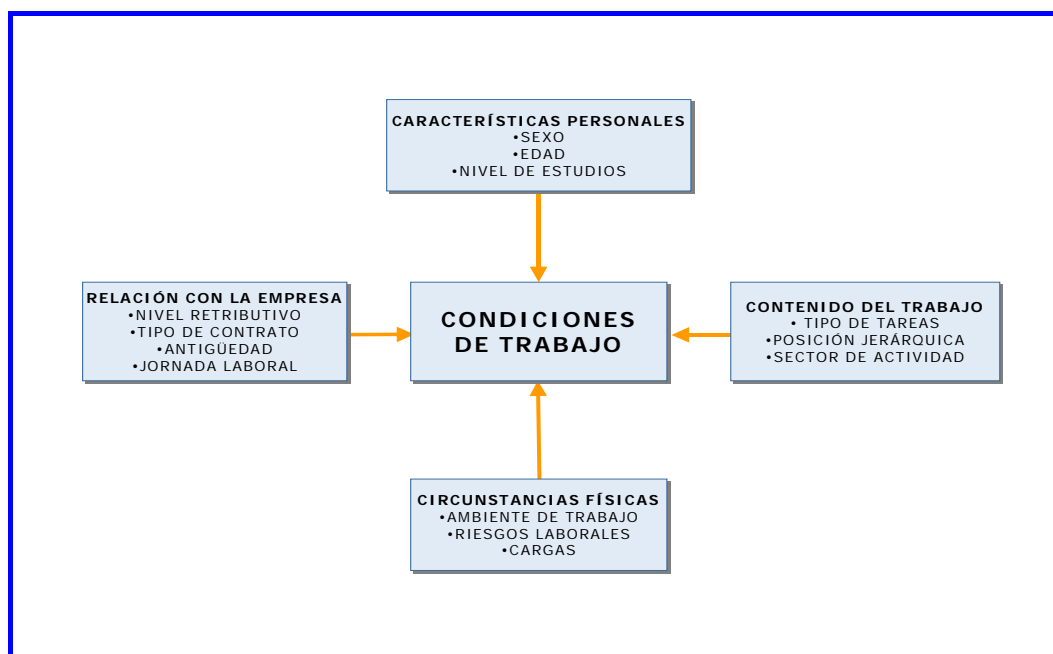 CARACTERÍSTICAS PERSONALES
•SEXO
•EDAD
•NIVEL DE ESTUDIOS
RELACIÓN CON LA EMPRESA
•NIVEL RETRIBUTIVO
•TIPO DE CONTRATO
•ANTIGÜEDAD
•JORNADA LABORAL
CONDICIONES
DE TRABAJO
CONTENIDO DEL TRABAJO
• TIPO DE TAREAS
•POSICIÓN JERÁRQUICA
•SECTOR DE ACTIVIDAD
CIRCUNSTANCIAS FÍSICAS
•AMBIENTE DE TRABAJO
•RIESGOS LABORALES
•CARGAS